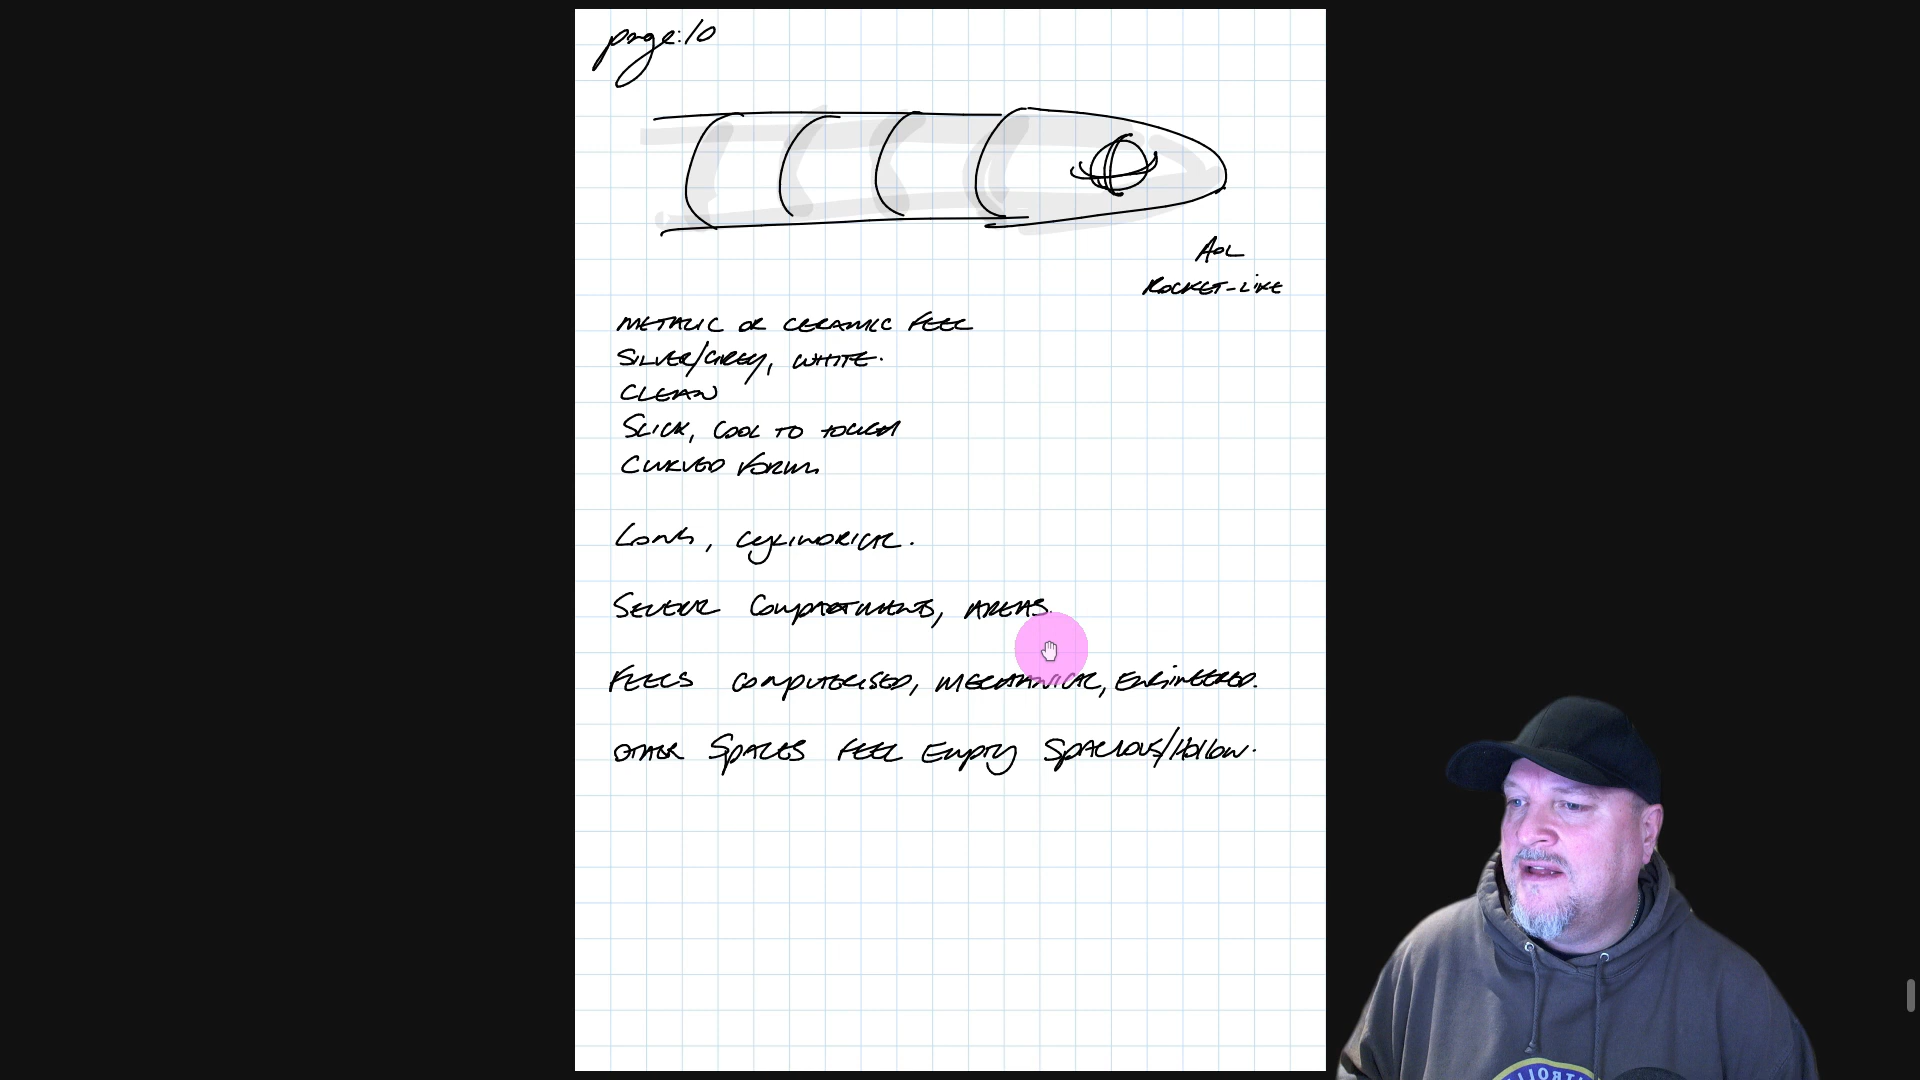 page:10
AOL
ROCKET-LIKE
METALIC OR CERAMIC FEEL
SILVER/GREY, WHITE.
CLEAN
SLICK, COOL TO TOUCH
CURVED FORM
LONG, CYLINDRICAL.
SEVERAL COMPARTMENTS, AREAS.
FEELS COMPUTERISED, MECHANICAL, ENGINEERED.
OTHER SPACES FEEL EMPTY SPACIOUS/HOLLOW.